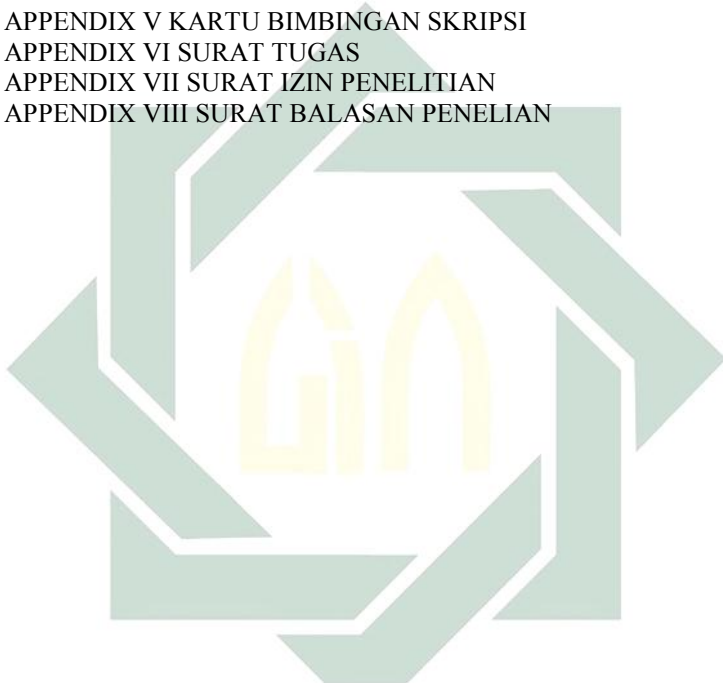 APPENDIX V KARTU BIMBINGAN SKRIPSI
APPENDIX VI SURAT TUGAS
APPENDIX VII SURAT IZIN PENELITIAN
APPENDIX VIII SURAT BALASAN PENELIAN